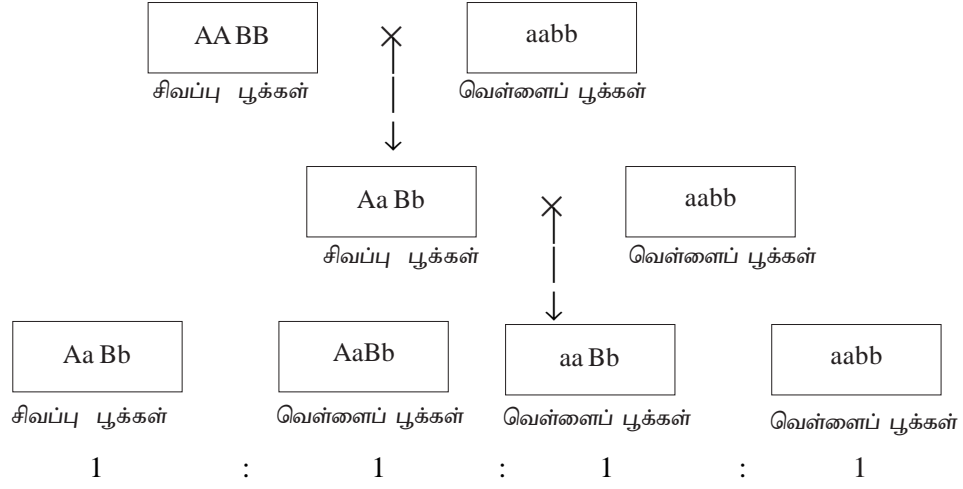 AA BB × aabb
சிவப்பு பூக்கள் வெள்ளைப் பூக்கள்
Aa Bb × aabb
சிவப்பு பூக்கள் வெள்ளைப் பூக்கள்
Aa Bb AaBb aa Bb aabb
சிவப்பு பூக்கள் வெள்ளைப் பூக்கள் வெள்ளைப் பூக்கள் வெள்ளைப் பூக்கள்
1 : 1 : 1 : 1